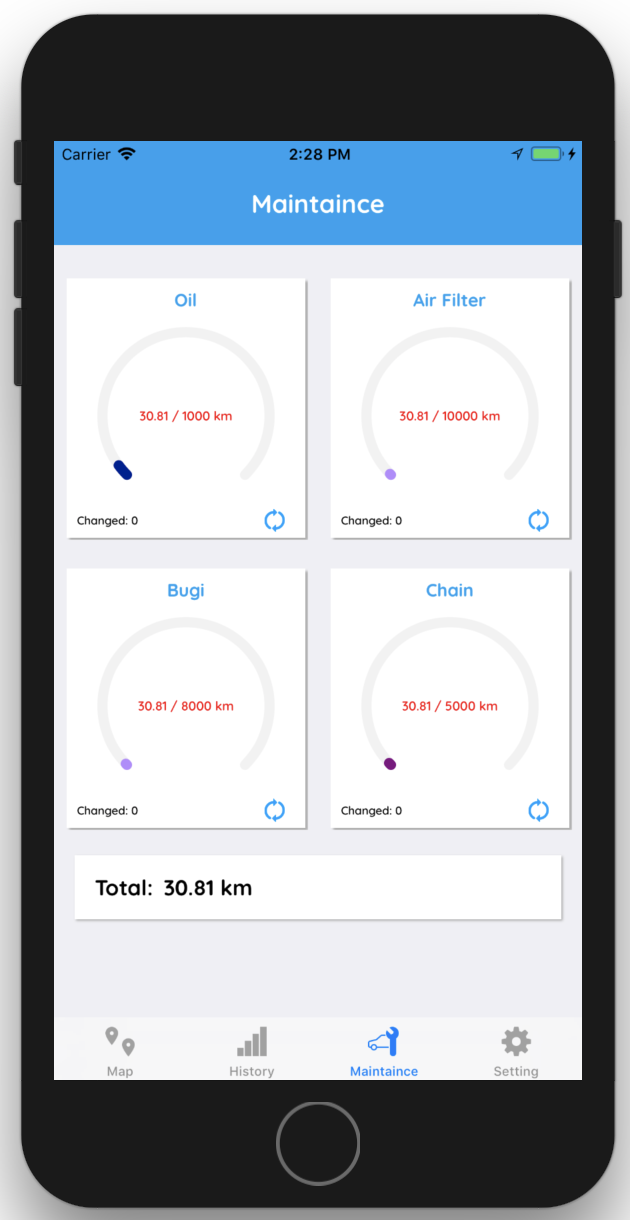 Carrier 2:28 PM
Maintaince
Oil
30.81 / 1000 km
Changed: 0
Air Filter
30.81 / 10000 km
Changed: 0
Bugi
30.81 / 8000 km
Changed: 0
Chain
30.81 / 5000 km
Changed: 0
Total: 30.81 km
Map History Maintaince Setting